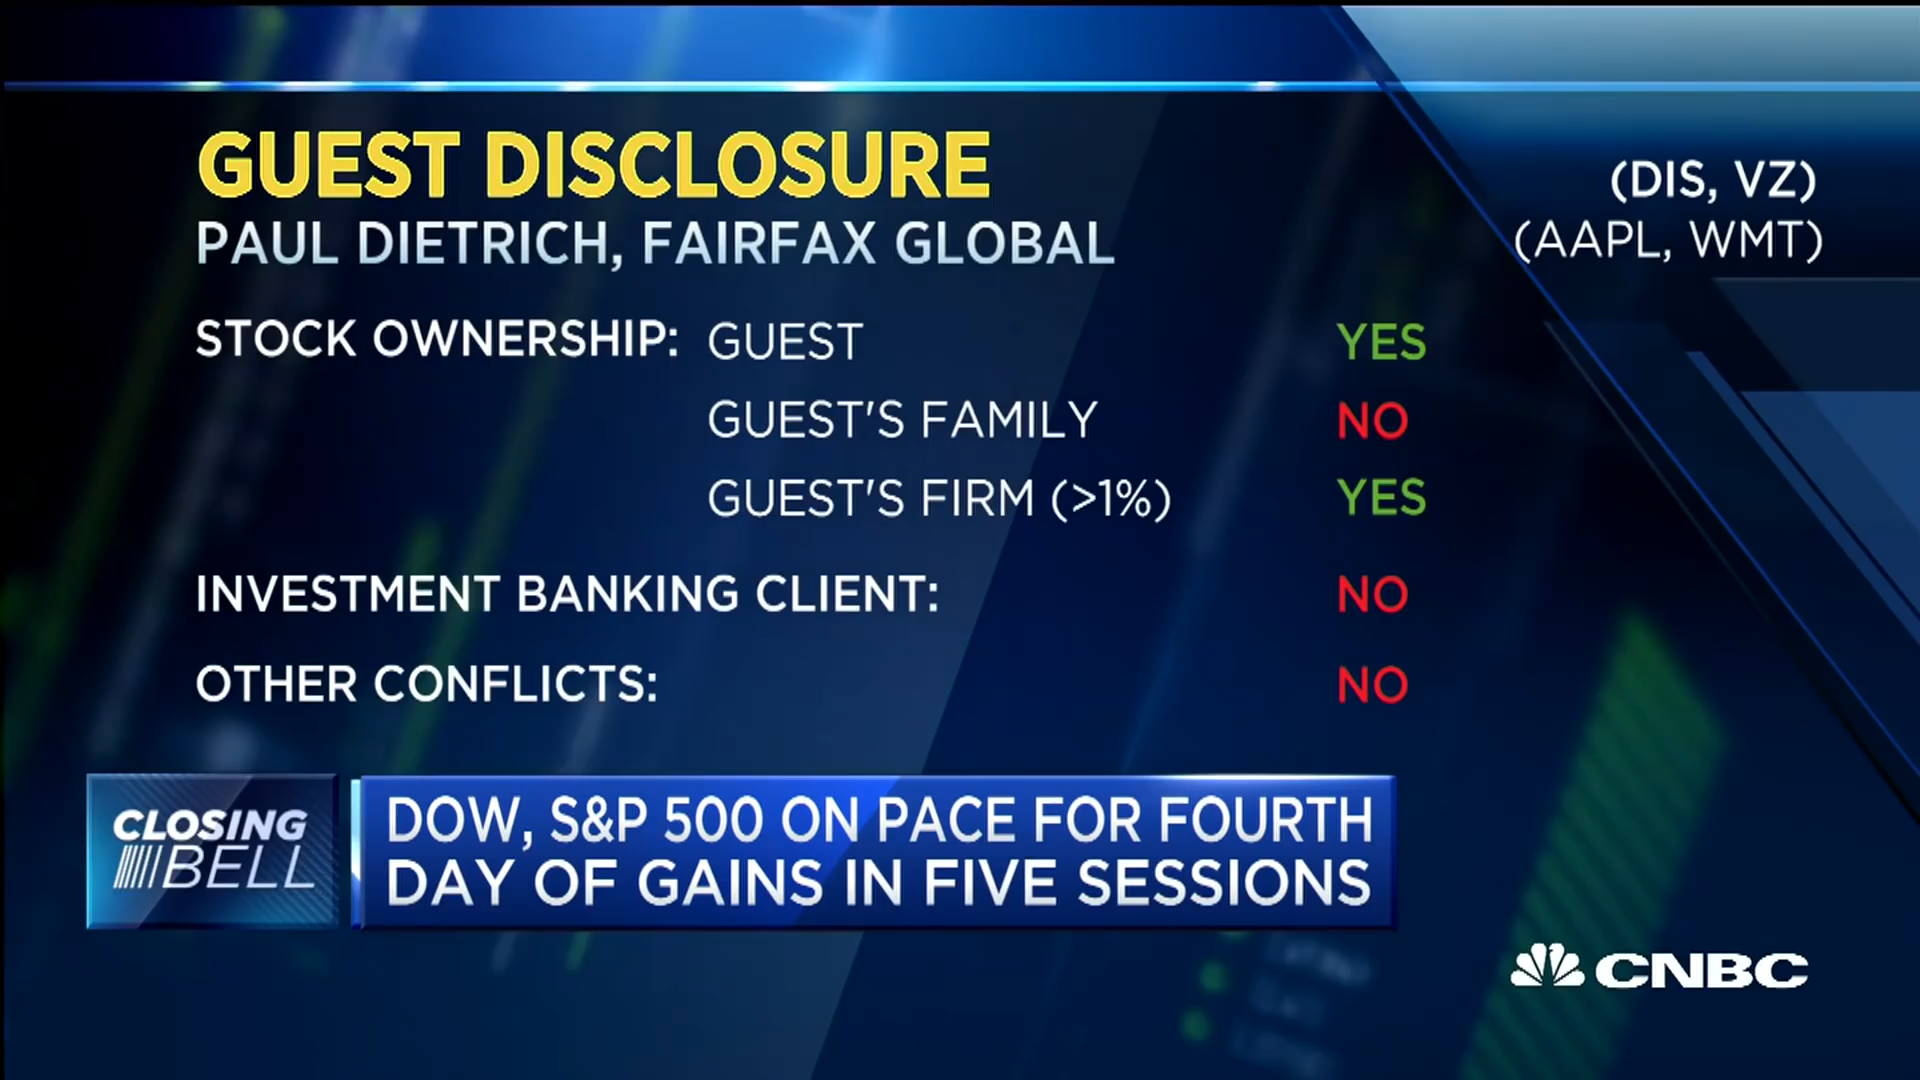 GUEST DISCLOSURE
(DIS, VZ)
PAUL DIETRICH, FAIRFAX GLOBAL
(AAPL, WMT)
STOCK OWNERSHIP: GUEST YES
GUEST'S FAMILY NO
GUEST'S FIRM (>1%) YES
INVESTMENT BANKING CLIENT: NO
OTHER CONFLICTS: NO
CLOSING
BELL
DOW, S&P 500 ON PACE FOR FOURTH
DAY OF GAINS IN FIVE SESSIONS
CNBC